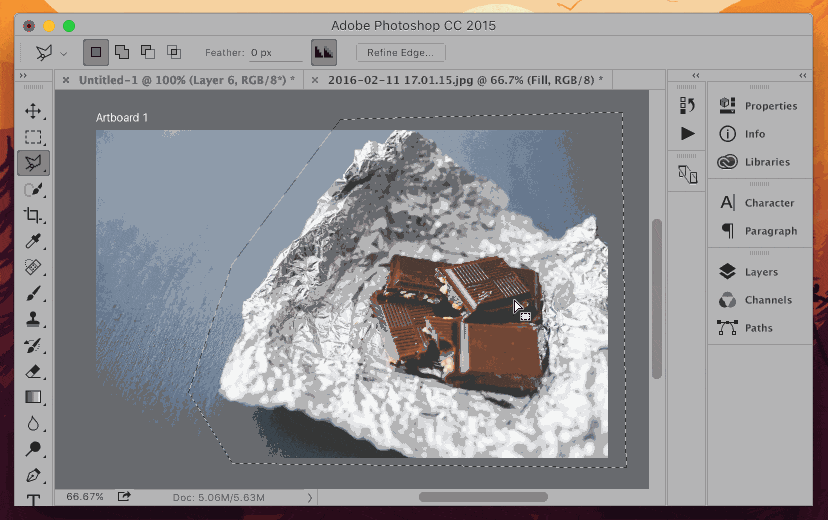 Adobe Photoshop CC 2015
Feather: 0 px
Refine Edge...
Untitled-1 @ 100% (Layer 6, RGB/8*) *
2016-02-11 17.01.15.jpg @ 66.7% (Fill, RGB/8) *
Artboard 1
Properties
Info
Libraries
Character
Paragraph
Layers
Channels
Paths
66.67%
Doc: 5.06M/5.63M